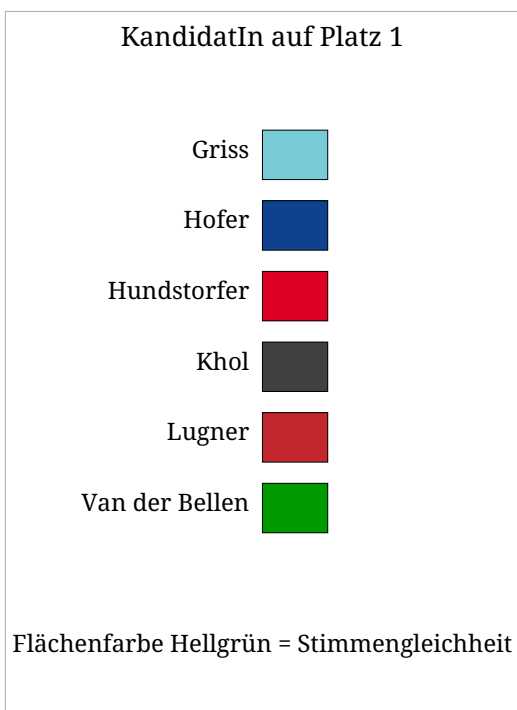 KandidatIn auf Platz 1
Griss
Hofer
Hundstorfer
Khol
Lugner
Van der Bellen
Flächenfarbe Hellgrün = Stimmengleichheit